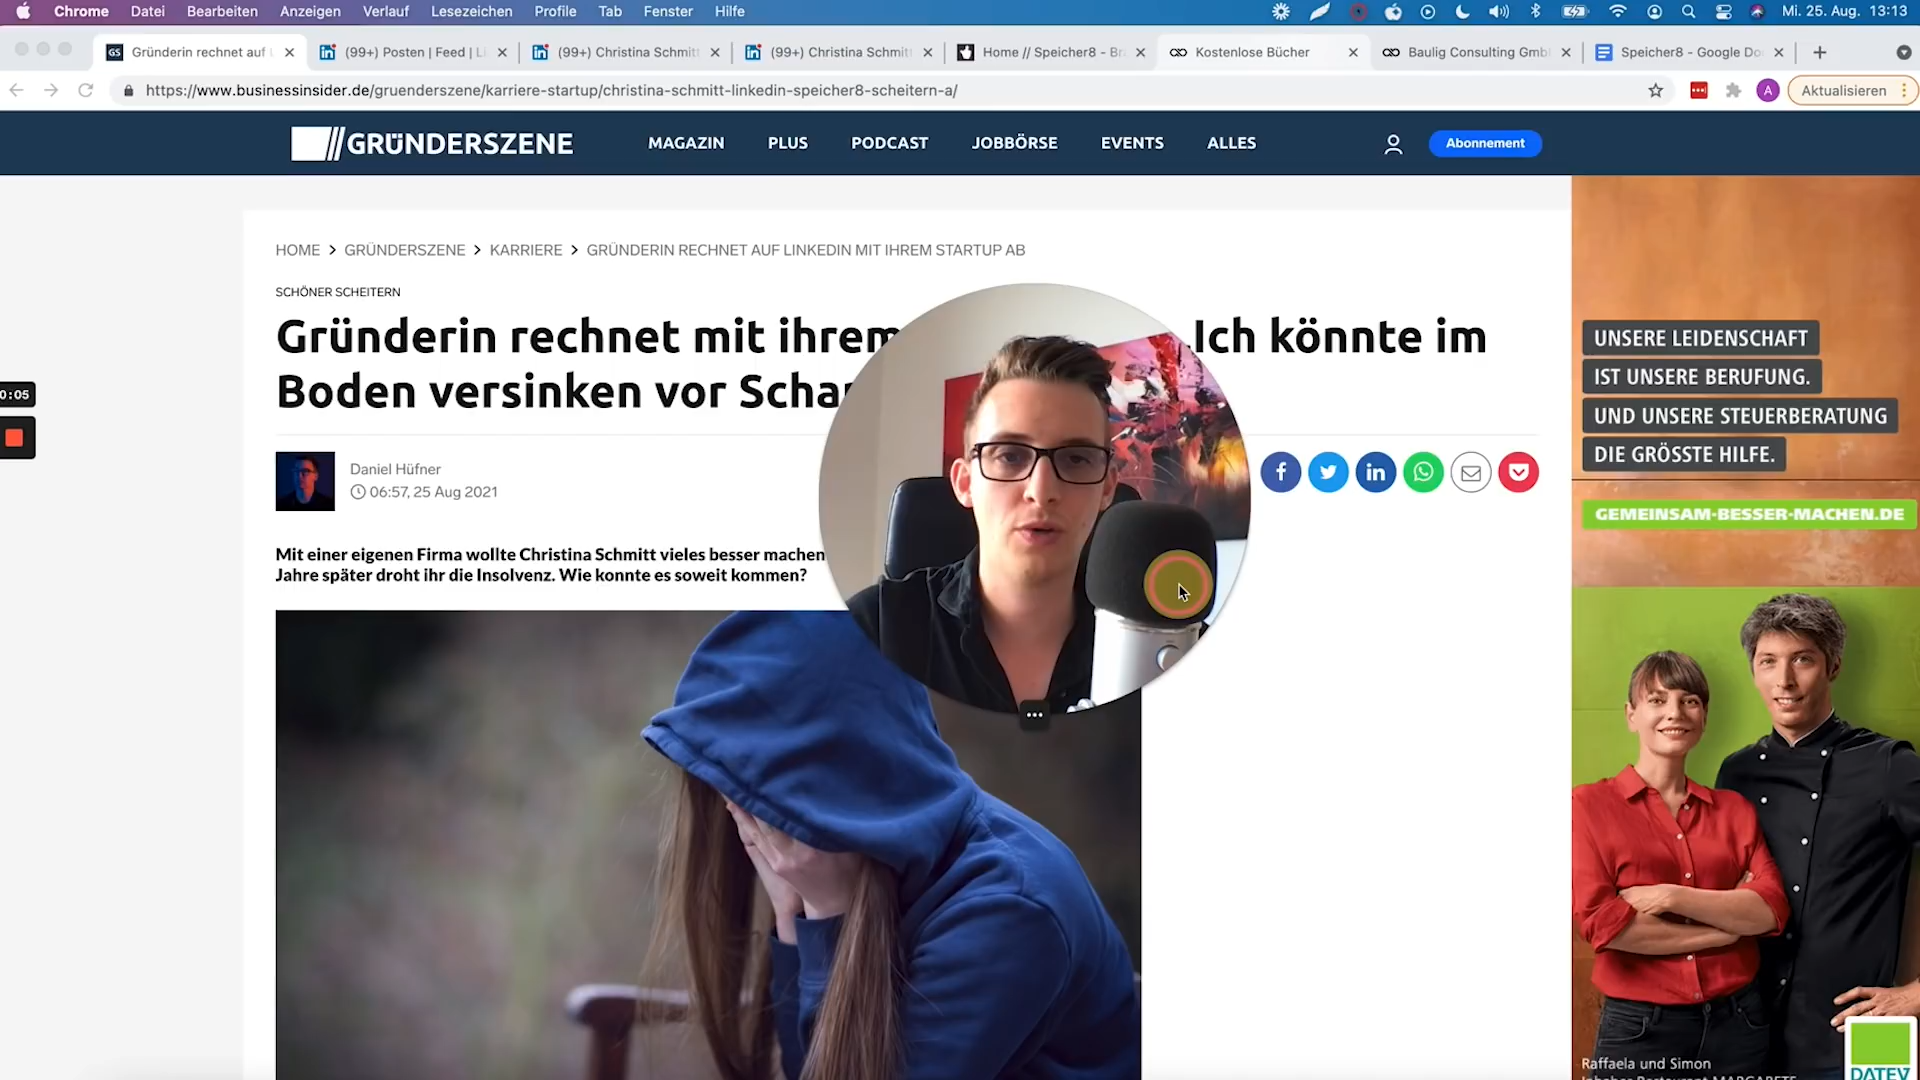 Chrome Datei Bearbeiten Anzeigen Verlauf Lesezeichen Profile Tab Fenster Hilfe Mi. 25. Aug. 13:13
GS Gründerin rechnet auf (99+) Posten | Feed | (99+) Christina Schmitt (99+) Christina Schmitt Home // Speicher8 - Kostenlose Bücher Baulig Consulting Speicher8 - Google
https://www.businessinsider.de/gruenderszene/karriere-startup/christina-schmitt-linkedin-speicher8-scheitern-a/ A Aktualisieren
GRÜNDERSZENE MAGAZIN PLUS PODCAST JOBBÖRSE EVENTS ALLES Abonnement
HOME > GRÜNDERSZENE > KARRIERE > GRÜNDERIN RECHNET AUF LINKEDIN MIT IHREM STARTUP AB
SCHÖNER SCHEITERN
Gründerin rechnet mit ihrem Ich könnte im
Boden versinken vor
0:05
Daniel Hüfner
06:57, 25 Aug 2021
Mit einer eigenen Firma wollte Christina Schmitt vieles besser machen
Jahre später droht ihr die Insolvenz. Wie konnte es soweit kommen?
UNSERE LEIDENSCHAFT
IST UNSERE BERUFUNG.
UND UNSERE STEUERBERATUNG
DIE GRÖSSTE HILFE.
GEMEINSAM-BESSER-MACHEN.DE
Raffaela und Simon
DATEV